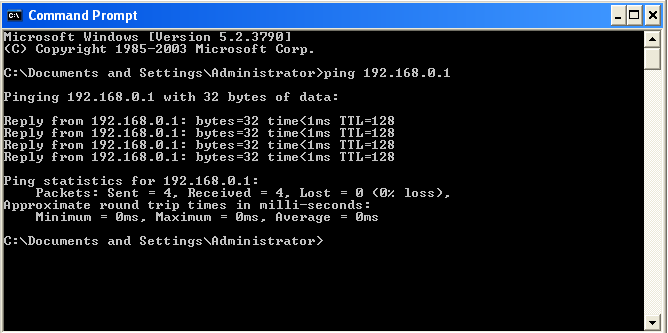 C:\
Command Prompt
Microsoft Windows [Version 5.2.3790]
(C) Copyright 1985-2003 Microsoft Corp.
C:\Documents and Settings\Administrator>ping 192.168.0.1
Pinging 192.168.0.1 with 32 bytes of data:
Reply from 192.168.0.1: bytes=32 time<1ms TTL=128
Reply from 192.168.0.1: bytes=32 time<1ms TTL=128
Reply from 192.168.0.1: bytes=32 time<1ms TTL=128
Reply from 192.168.0.1: bytes=32 time<1ms TTL=128
Ping statistics for 192.168.0.1:
    Packets: Sent = 4, Received = 4, Lost = 0 (0% loss),
Approximate round trip times in milli-seconds:
    Minimum = 0ms, Maximum = 0ms, Average = 0ms
C:\Documents and Settings\Administrator>